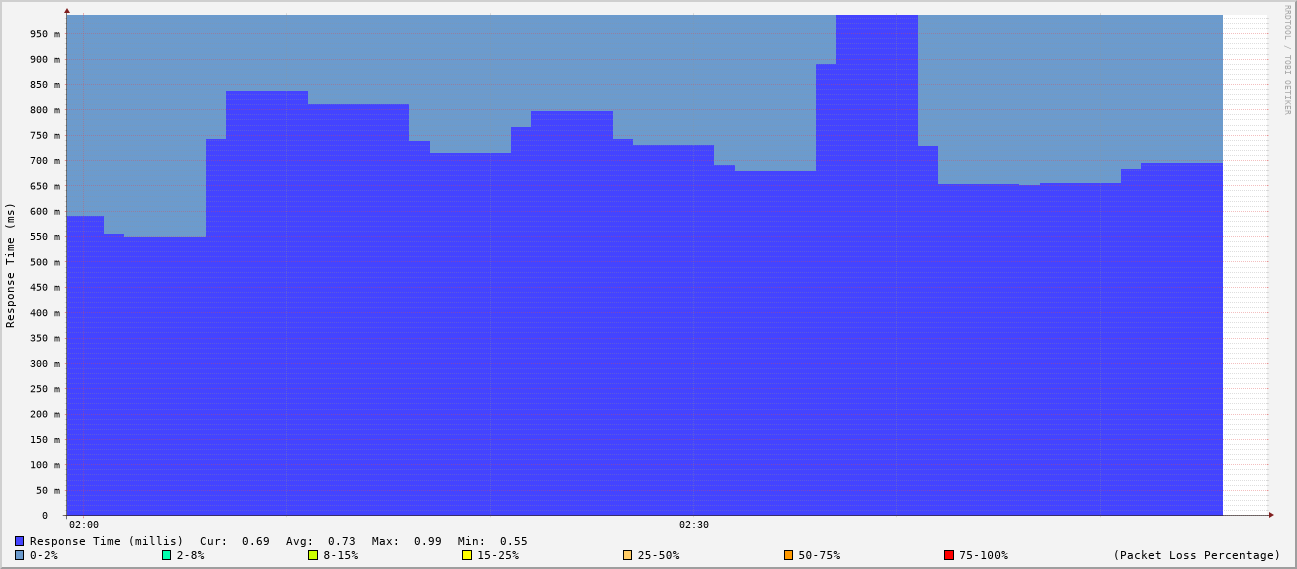 RRDTOOL / TOBI OETIKER
Response Time (ms)
950 m
900 m
850 m
800 m
750 m
700 m
650 m
600 m
550 m
500 m
450 m
400 m
350 m
300 m
250 m
200 m
150 m
100 m
50 m
0
02:00 02:30
Response Time (millis) Cur: 0.69 Avg: 0.73 Max: 0.99 Min: 0.55
0-2% 2-8% 8-15% 15-25% 25-50% 50-75% 75-100% (Packet Loss Percentage)